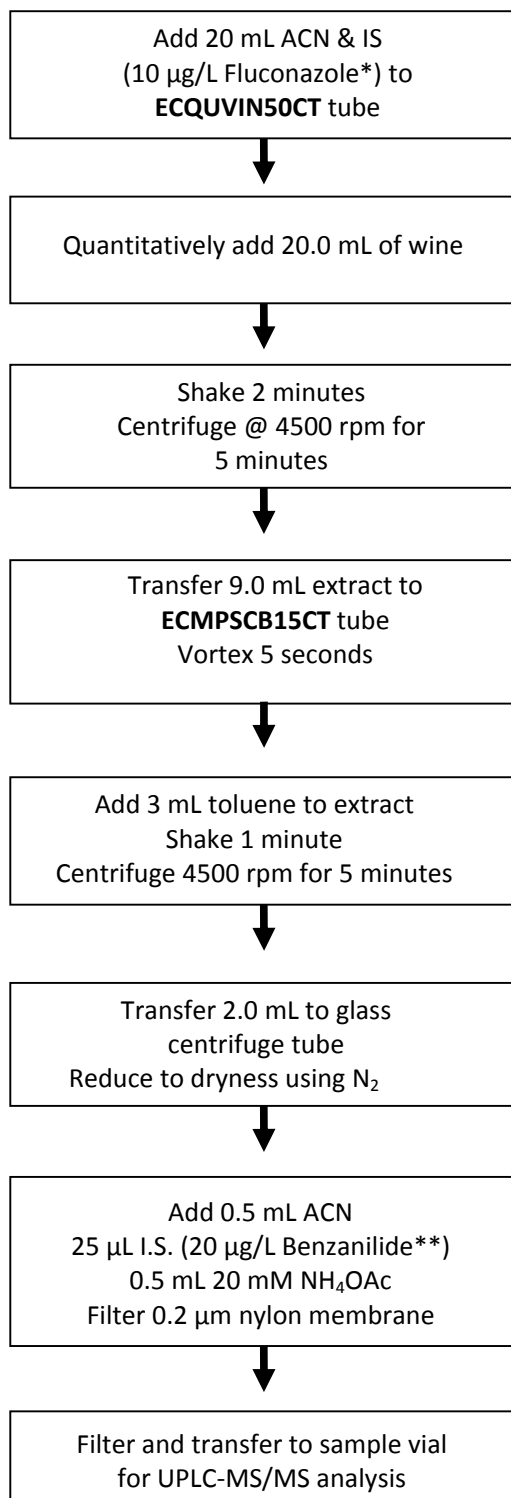 Add 20 mL ACN & IS
(10 µg/L Fluconazole*) to
ECQUVIN50CT tube
Quantitatively add 20.0 mL of wine
Shake 2 minutes
Centrifuge @ 4500 rpm for
5 minutes
Transfer 9.0 mL extract to
ECMPSCB15CT tube
Vortex 5 seconds
Add 3 mL toluene to extract
Shake 1 minute
Centrifuge 4500 rpm for 5 minutes
Transfer 2.0 mL to glass
centrifuge tube
Reduce to dryness using N₂
Add 0.5 mL ACN
25 µL I.S. (20 µg/L Benzanilide**)
0.5 mL 20 mM NH₄OAc
Filter 0.2 µm nylon membrane
Filter and transfer to sample vial
for UPLC-MS/MS analysis